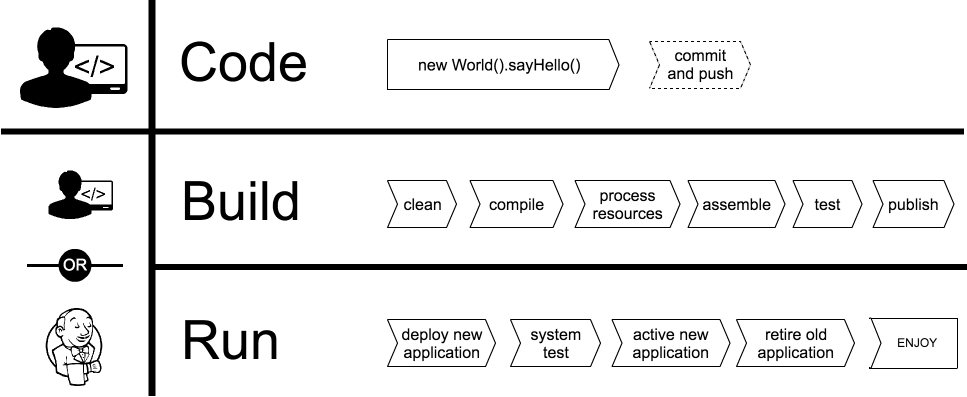 </>
Code
new World().sayHello()
commit
and push
</>
Build
clean
compile
process
resources
assemble
test
publish
OR
Run
deploy new
application
system
test
active new
application
retire old
application
ENJOY